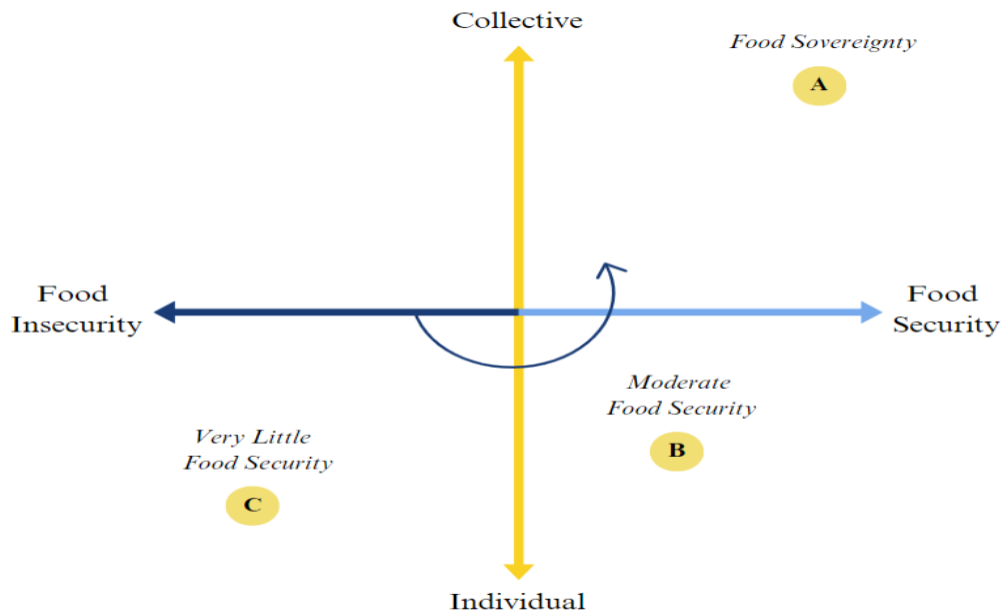 Collective
Food Sovereignty
A
Food
Insecurity
Food
Security
Moderate
Food Security
B
Very Little
Food Security
C
Individual